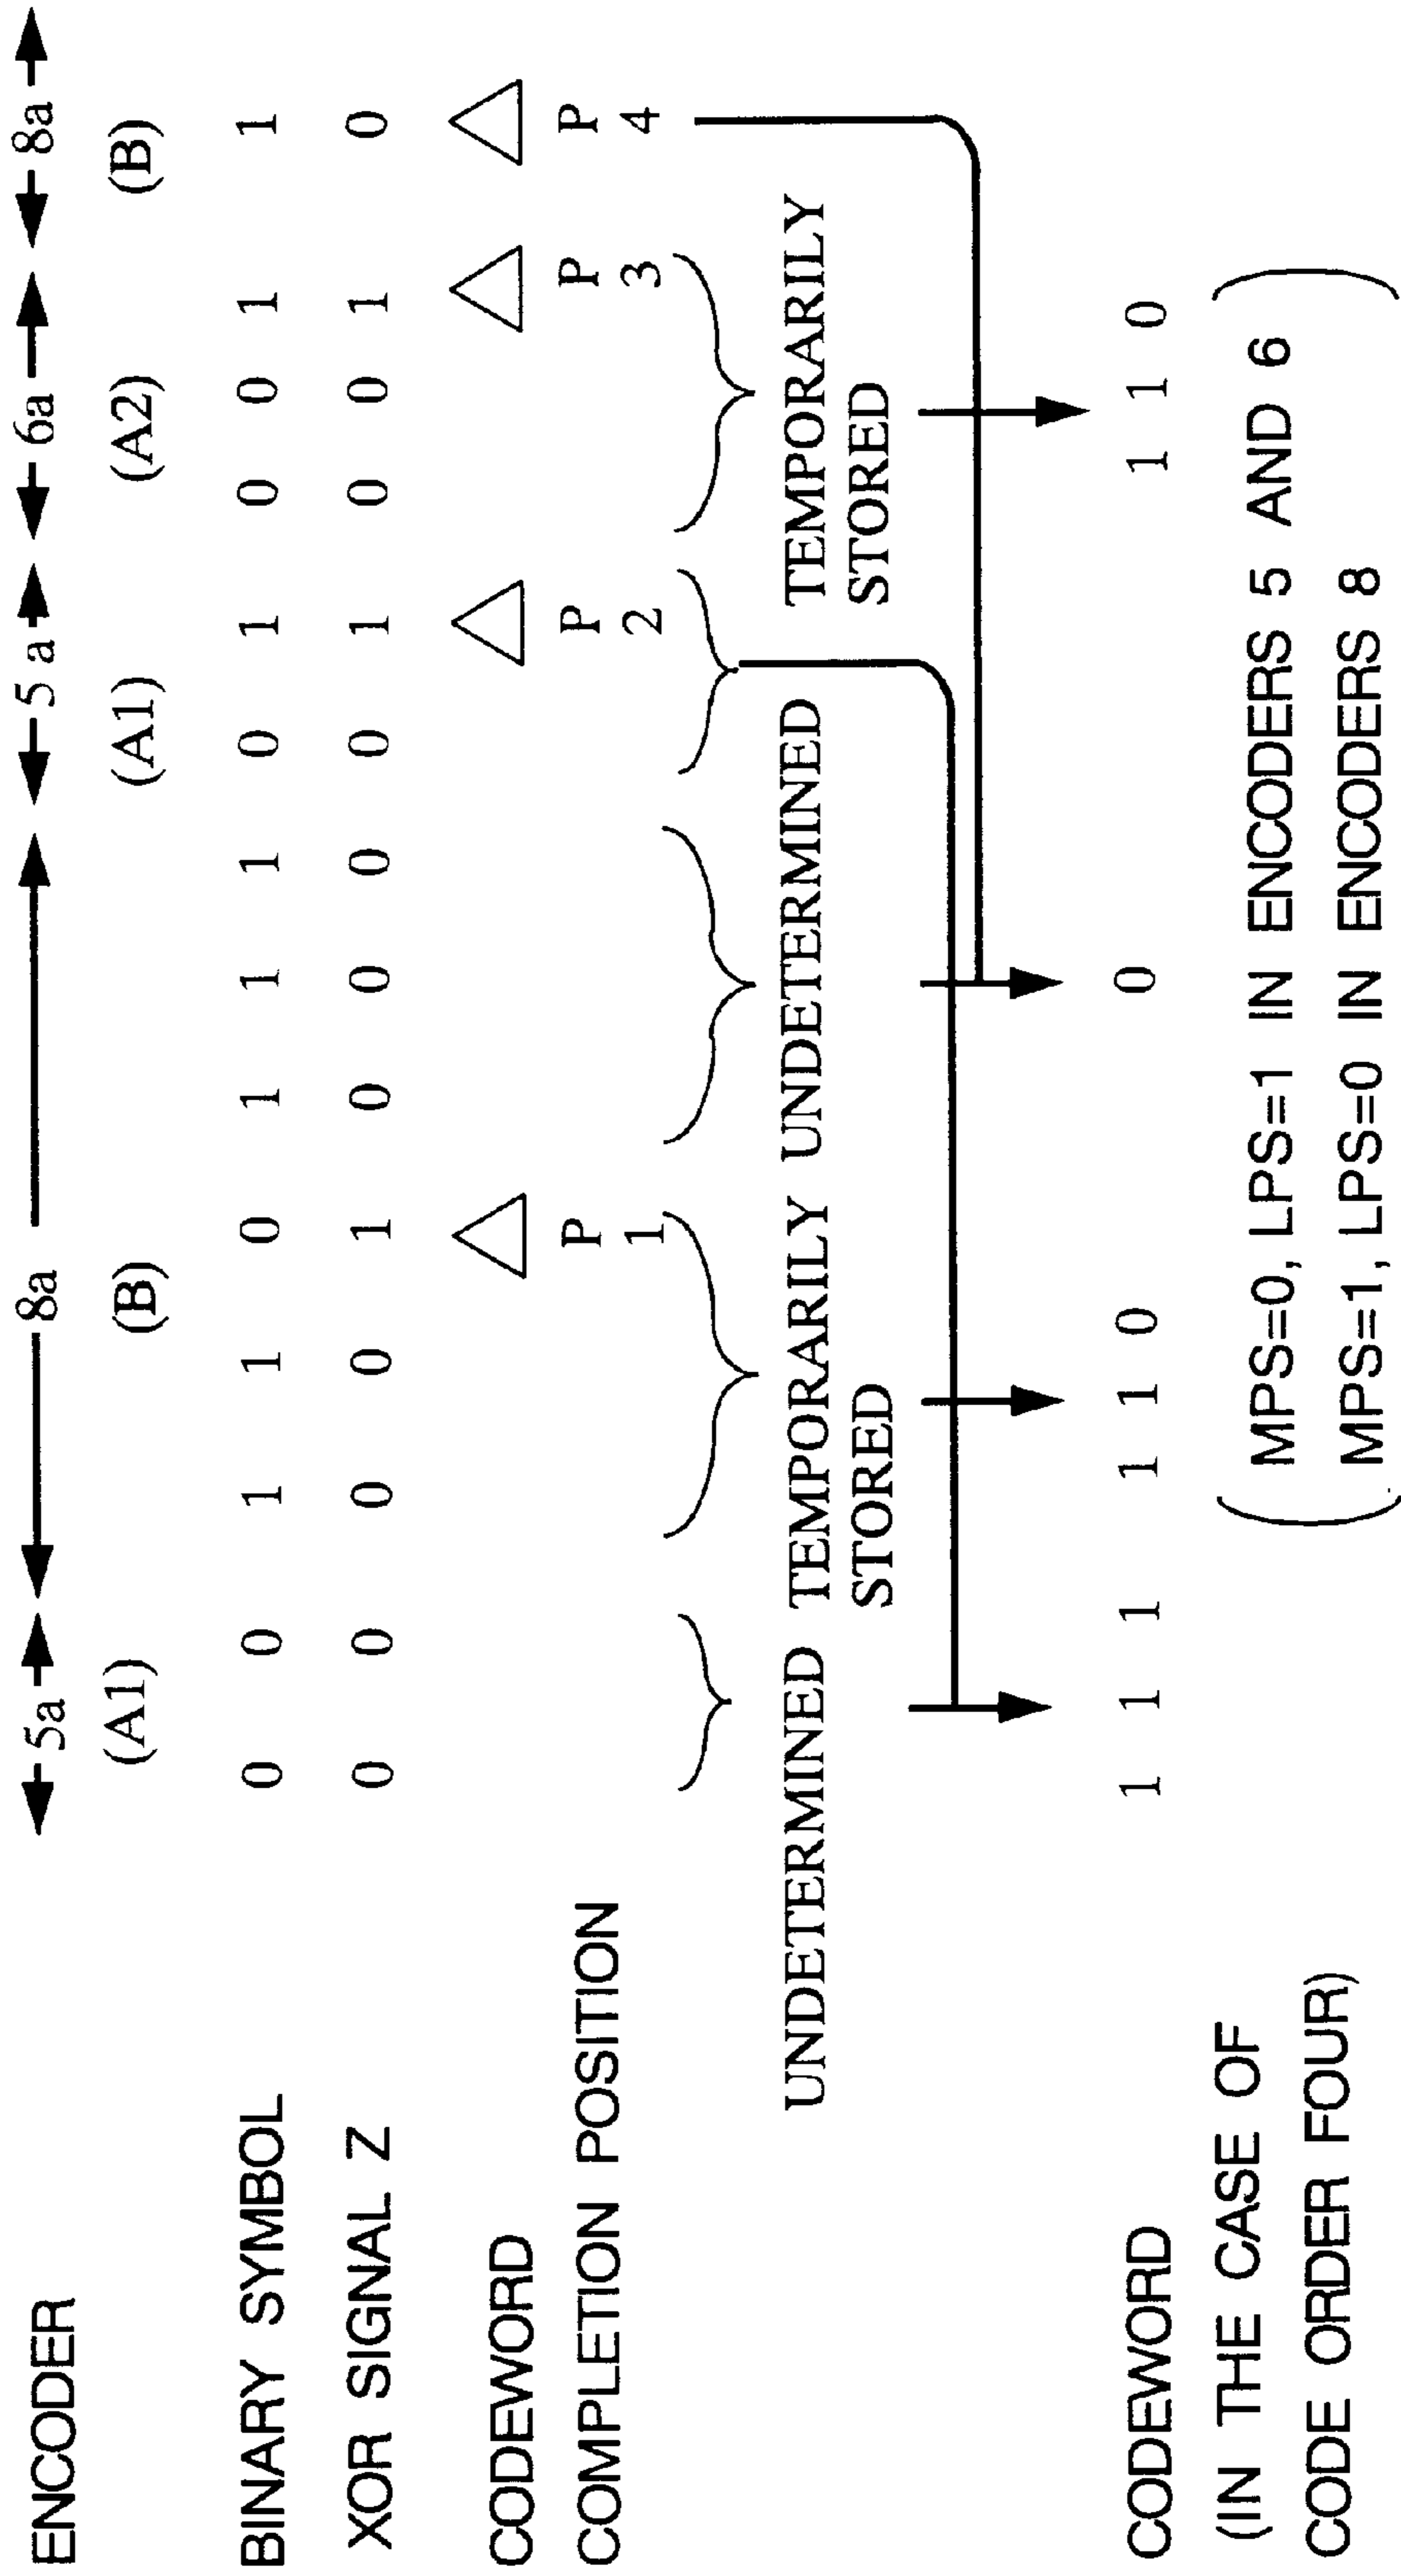 ENCODER 5a 8a 5 a 6a 8a
(A1) (B) (A1) (A2) (B)
BINARY SYMBOL 0 0 1 1 0 1 1 1 0 1 0 0 1 1
XOR SIGNAL Z 0 0 0 0 1 0 0 0 0 1 0 0 1 0
CODEWORD
COMPLETION POSITION P P P P
1 2 3 4
UNDETERMINED TEMPORARILY UNDETERMINED TEMPORARILY
STORED STORED
CODEWORD 1 1 1 1 1 0 0 1 1 0
(IN THE CASE OF
CODE ORDER FOUR)
( MPS=0, LPS=1 IN ENCODERS 5 AND 6
MPS=1, LPS=0 IN ENCODERS 8 )